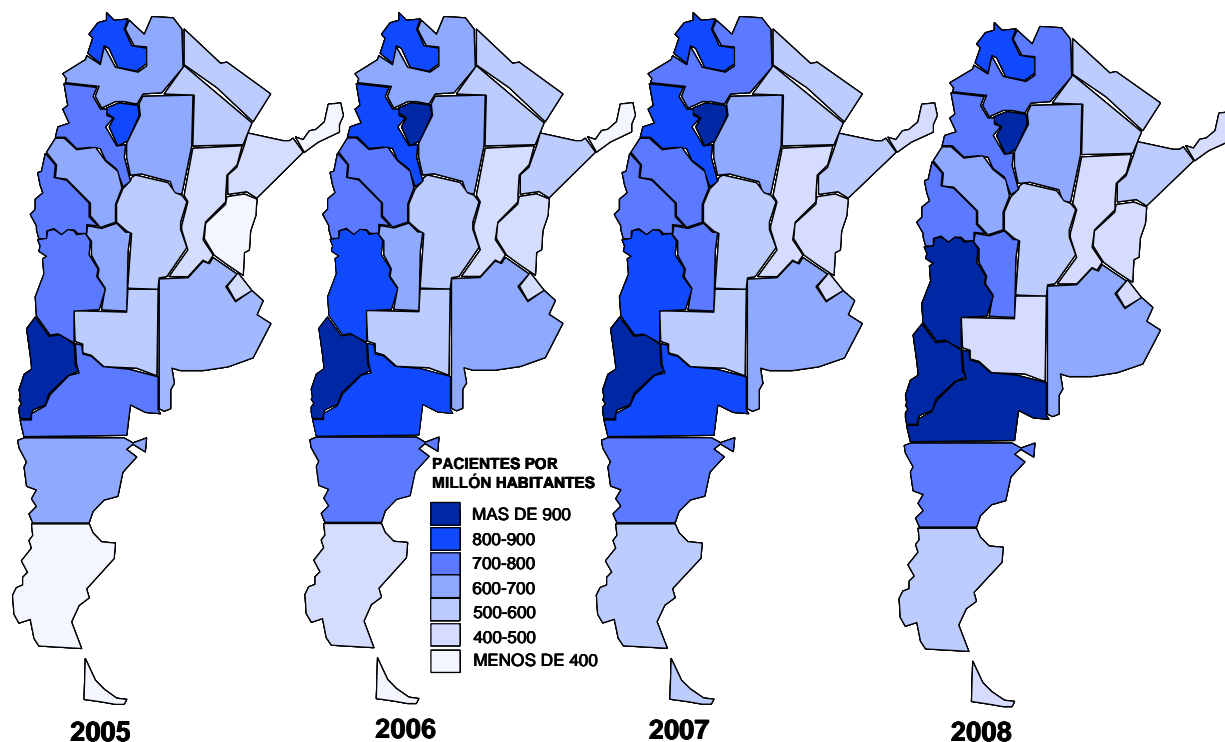 PACIENTES POR
MILLÓN HABITANTES
MAS DE 900
800-900
700-800
600-700
500-600
400-500
MENOS DE 400
2005
2006
2007
2008